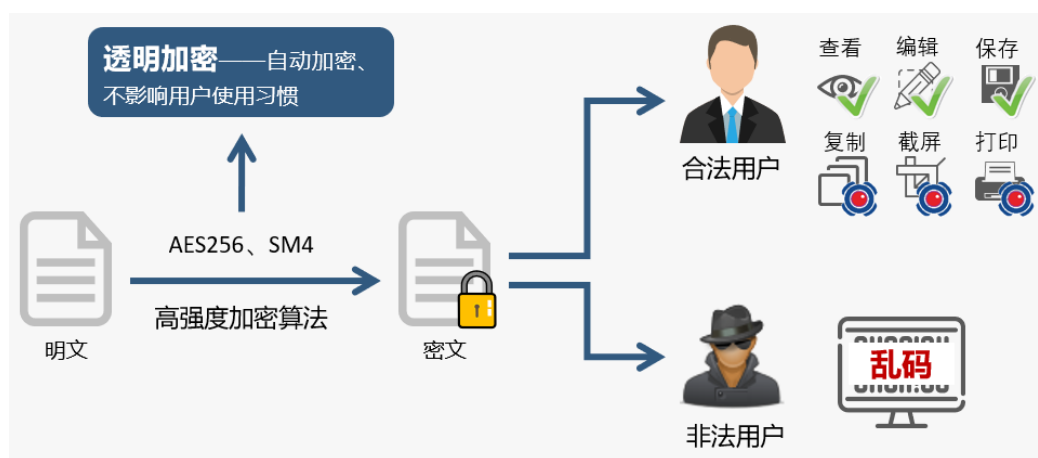 透明加密——自动加密、
不影响用户使用习惯
查看
编辑
保存
复制
截屏
打印
合法用户
AES256、SM4
高强度加密算法
明文
密文
乱码
非法用户